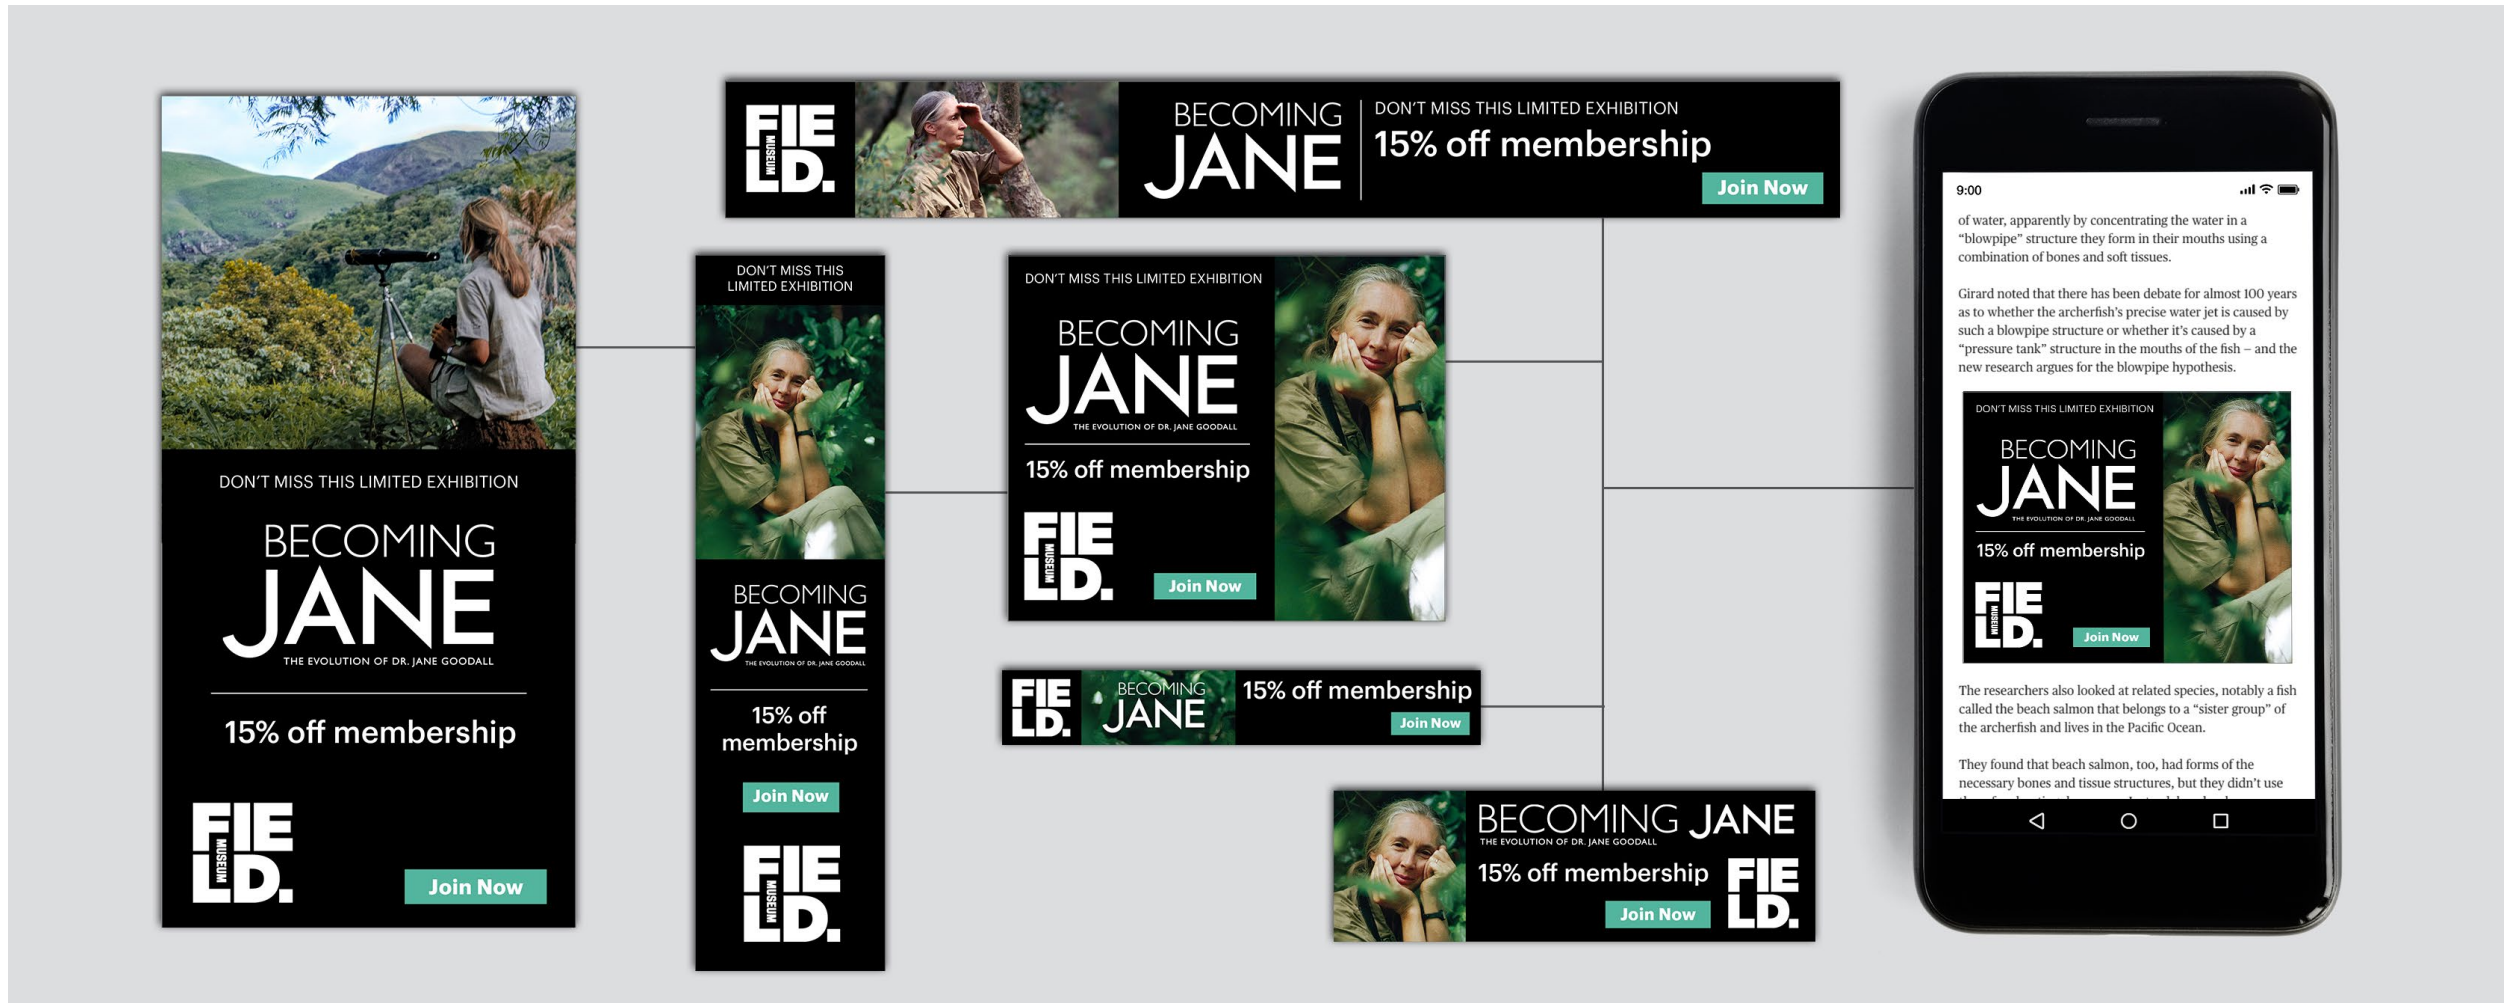 DON'T MISS THIS LIMITED EXHIBITION
BECOMING
JANE
THE EVOLUTION OF DR. JANE GOODALL
15% off membership
FIE
MUSEUM
LD.
Join Now
FIE
MUSEUM
LD.
BECOMING
JANE
DON'T MISS THIS LIMITED EXHIBITION
15% off membership
Join Now
DON'T MISS THIS
LIMITED EXHIBITION
BECOMING
JANE
THE EVOLUTION OF DR. JANE GOODALL
15% off
membership
Join Now
FIE
MUSEUM
LD.
DON'T MISS THIS LIMITED EXHIBITION
BECOMING
JANE
THE EVOLUTION OF DR. JANE GOODALL
15% off membership
FIE
MUSEUM
LD.
Join Now
FIE
LD.
BECOMING
JANE
15% off membership
Join Now
BECOMING JANE
THE EVOLUTION OF DR. JANE GOODALL
15% off membership
Join Now
FIE
LD.
9:00
of water, apparently by concentrating the water in a
“blowpipe” structure they form in their mouths using a
combination of bones and soft tissues.
Girard noted that there has been debate for almost 100 years
as to whether the archerfish’s precise water jet is caused by
such a blowpipe structure or whether it’s caused by a
“pressure tank” structure in the mouths of the fish – and the
new research argues for the blowpipe hypothesis.
DON'T MISS THIS LIMITED EXHIBITION
BECOMING
JANE
THE EVOLUTION OF DR. JANE GOODALL
15% off membership
FIE
MUSEUM
LD.
Join Now
The researchers also looked at related species, notably a fish
called the beach salmon that belongs to a “sister group” of
the archerfish and lives in the Pacific Ocean.
They found that beach salmon, too, had forms of the
necessary bones and tissue structures, but they didn’t use